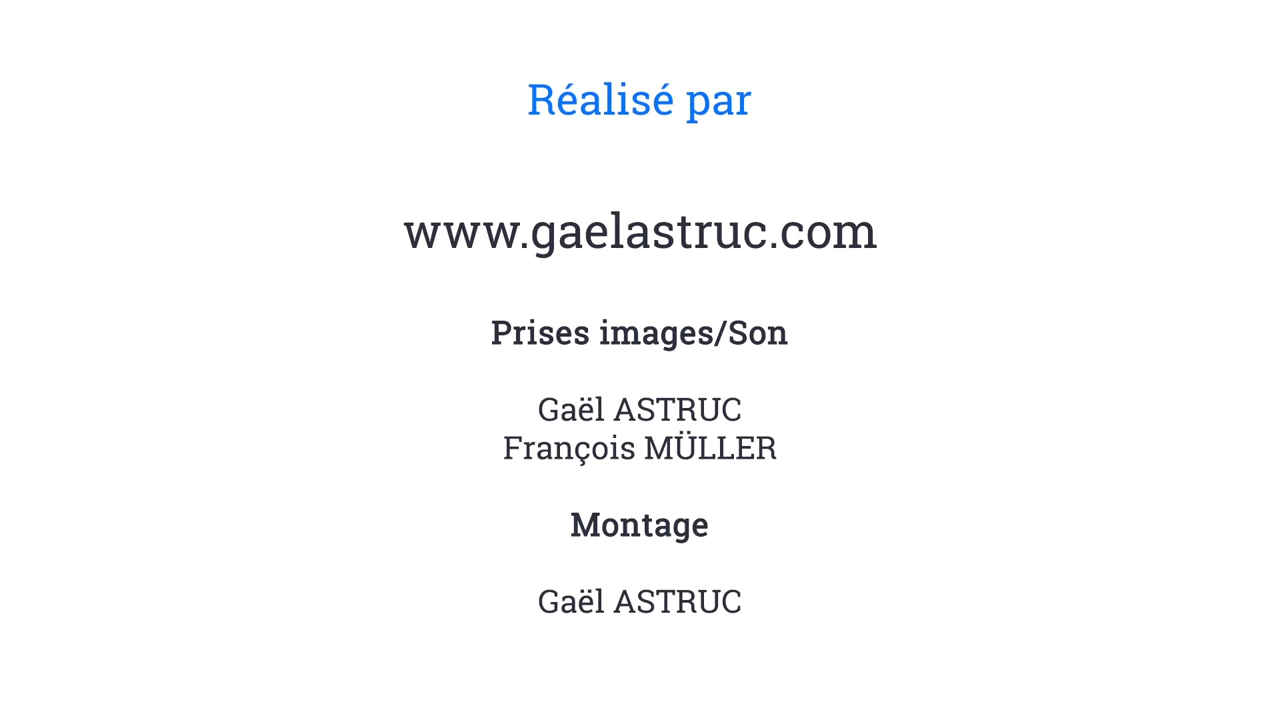 Réalisé par
www.gaelastruc.com
Prises images/Son
Gaël ASTRUC
François MÜLLER
Montage
Gaël ASTRUC